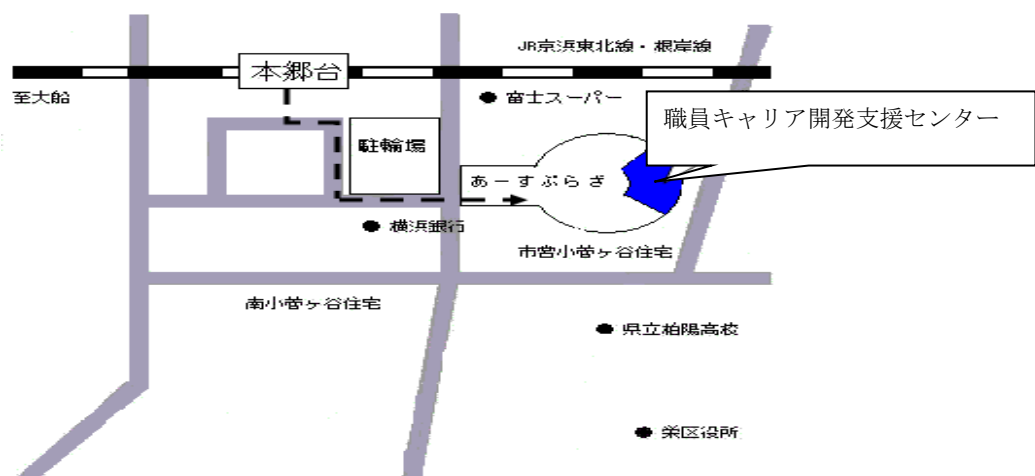 JR京浜東北線・根岸線
本郷台
至大船
富士スーパー
職員キャリア開発支援センター
駐輪場
あーすぷらざ
横浜銀行
市営小菅ヶ谷住宅
南小菅ヶ谷住宅
県立柏陽高校
栄区役所